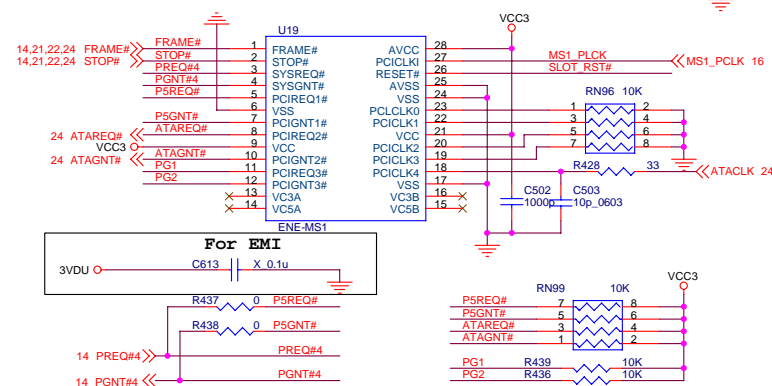 U19
VCC3
14,21,22,24 FRAME# FRAME# 1 FRAME# AVCC 28
14,21,22,24 STOP# STOP# 2 STOP# PCICLKI 27 MS1_PLCK MS1_PCLK 16
PREQ#4 3 SYSREQ# RESET# 26 SLOT_RST#
PGNT#4 4 SYSGNT# AVSS 25
P5REQ# 5 PCIREQ1# VSS 24 RN96 10K
6 VSS PCLCLK0 23 1 2
P5GNT# 7 PCIGNT1# PCICLK1 22 3 4
24 ATAREQ# ATAREQ# 8 PCIREQ2# VCC 21 5 6
VCC3 9 VCC PCICLK2 20 7 8
24 ATAGNT# ATAGNT# 10 PCIGNT2# PCICLK3 19
PG1 11 PCIREQ3# PCICLK4 18 R428 33 ATACLK 24
PG2 12 PCIGNT3# VSS 17
13 VC3A VC3B 16 C502 C503
14 VC5A VC5B 15 1000p 10p_0603
ENE-MS1
For EMI
3VDU C613 X_0.1u
VCC3
R437 0 P5REQ#
R438 0 P5GNT#
14 PREQ#4 PREQ#4
14 PGNT#4 PGNT#4
RN99 10K
P5REQ# 7 8
P5GNT# 5 6
ATAREQ# 3 4
ATAGNT# 1 2
PG1 R439 10K
PG2 R436 10K